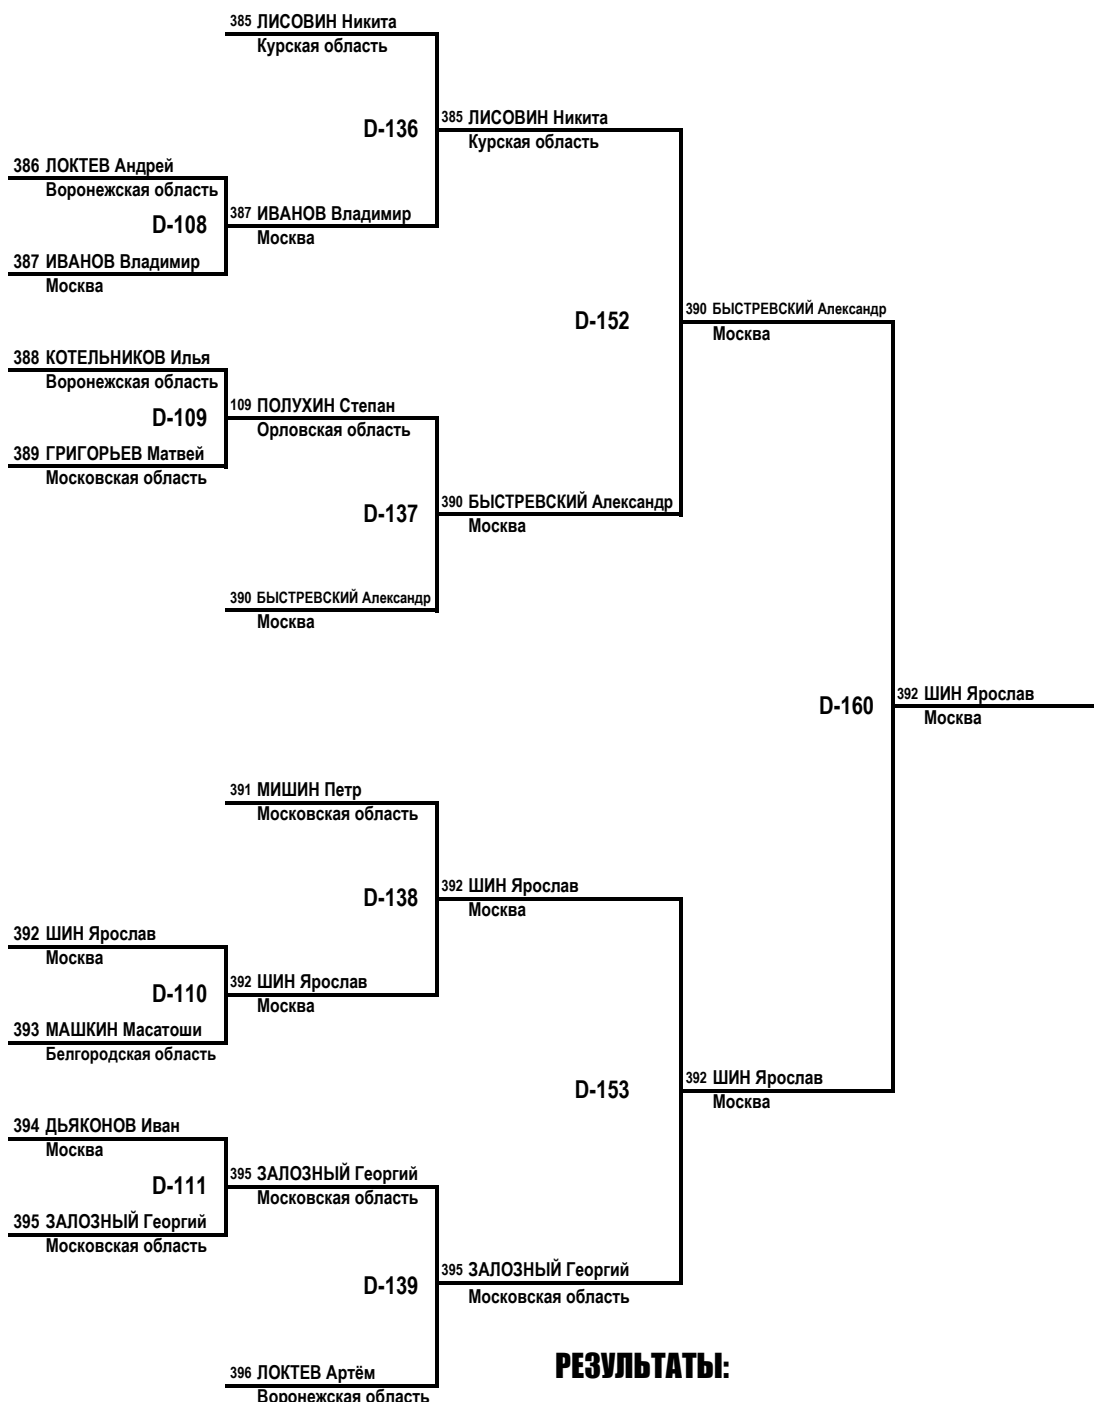 385 ЛИСОВИН Никита
Курская область
D-136
385 ЛИСОВИН Никита
Курская область
386 ЛОКТЕВ Андрей
Воронежская область
D-108
387 ИВАНОВ Владимир
Москва
387 ИВАНОВ Владимир
Москва
D-152
390 БЫСТРЕВСКИЙ Александр
Москва
388 КОТЕЛЬНИКОВ Илья
Воронежская область
D-109
109 ПОЛУХИН Степан
Орловская область
389 ГРИГОРЬЕВ Матвей
Московская область
D-137
390 БЫСТРЕВСКИЙ Александр
Москва
390 БЫСТРЕВСКИЙ Александр
Москва
D-160
392 ШИН Ярослав
Москва
391 МИШИН Петр
Московская область
D-138
392 ШИН Ярослав
Москва
392 ШИН Ярослав
Москва
D-110
392 ШИН Ярослав
Москва
393 МАШКИН Масатоши
Белгородская область
D-153
392 ШИН Ярослав
Москва
394 ДЬЯКОНОВ Иван
Москва
D-111
395 ЗАЛОЗНЫЙ Георгий
Московская область
395 ЗАЛОЗНЫЙ Георгий
Московская область
D-139
395 ЗАЛОЗНЫЙ Георгий
Московская область
396 ЛОКТЕВ Артём
Воронежская область
РЕЗУЛЬТАТЫ: